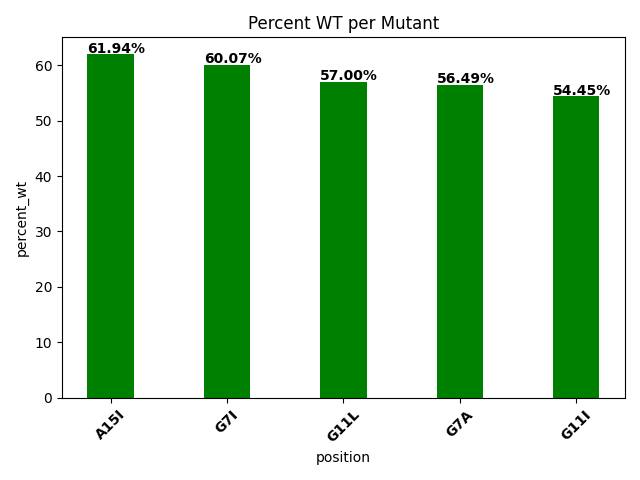 Percent WT per Mutant
percent_wt
60
50
40
30
20
10
0
61.94%
60.07%
57.00%
56.49%
54.45%
A15I
G7I
G11L
G7A
G11I
position